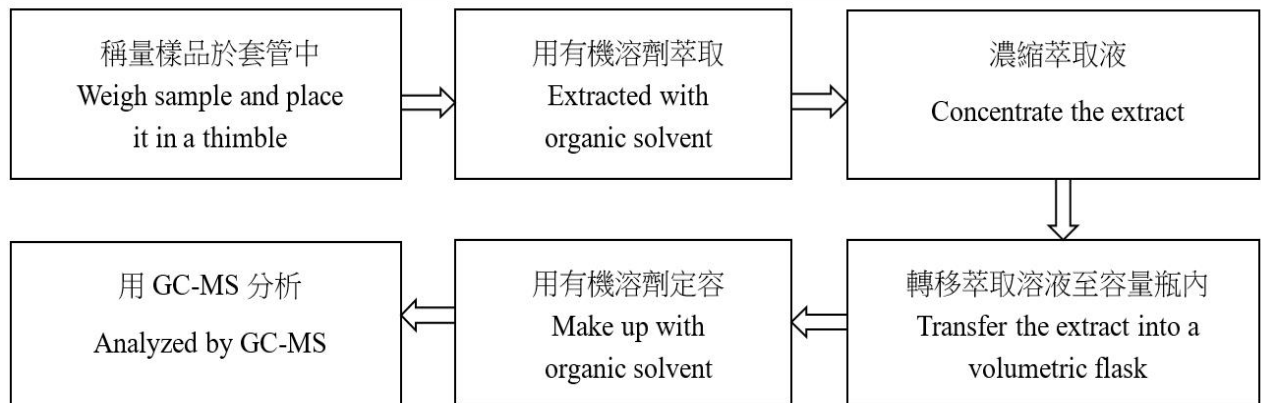 稱量樣品於套管中
Weigh sample and place
it in a thimble
用有機溶劑萃取
Extracted with
organic solvent
濃縮萃取液
Concentrate the extract
轉移萃取溶液至容量瓶內
Transfer the extract into a
volumetric flask
用有機溶劑定容
Make up with
organic solvent
用 GC-MS 分析
Analyzed by GC-MS